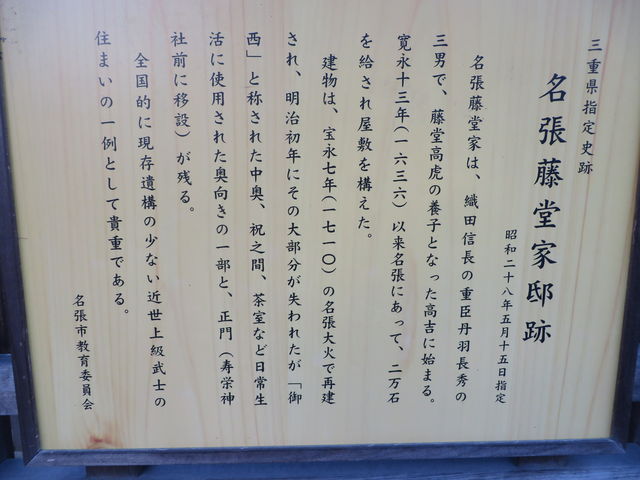 三重県指定史跡
名張藤堂家邸跡
昭和二十八年五月十五日指定
名張藤堂家は、織田信長の重臣丹羽長秀の
三男で、藤堂高虎の養子となった高吉に始まる。
寛永十三年(一六三六)以来名張にあって、二万石
を給され屋敷を構えた。
建物は、宝永七年(一七一〇)の名張大火で再建
され、明治初年にその大部分が失われたが「御
西」と称された中奥、祝之間、茶室など日常生
活に使用された奥向きの一部と、正門(寿栄神
社前に移設)が残る。
全国的に現存遺構の少ない近世上級武士の
住まいの一例として貴重である。
名張市教育委員会